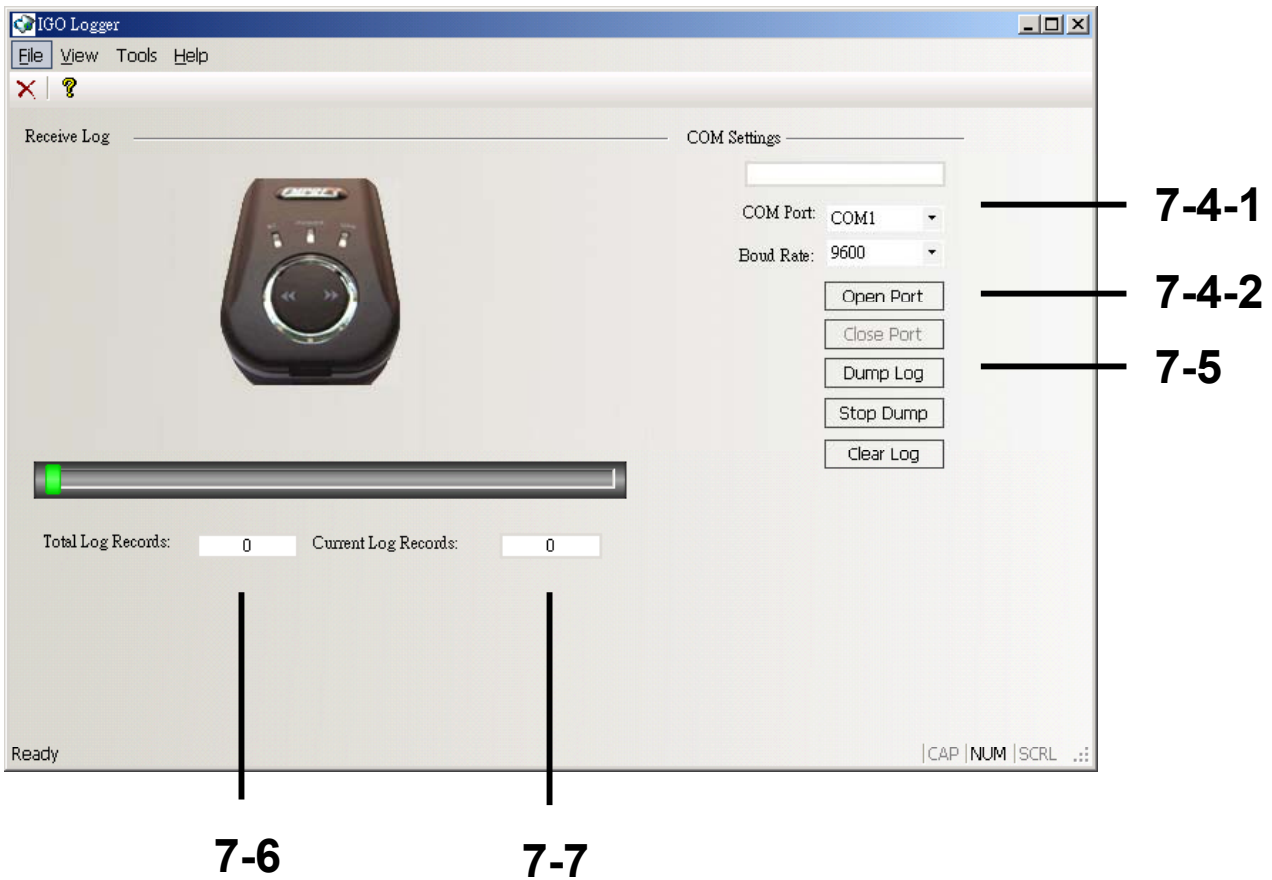 IGO Logger
File View Tools Help
Receive Log
COM Settings
COM Port: COM1
7-4-1
Boud Rate: 9600
Open Port
7-4-2
Close Port
Dump Log
7-5
Stop Dump
Clear Log
Total Log Records: 0 Current Log Records: 0
Ready CAP NUM SCRL
7-6 7-7